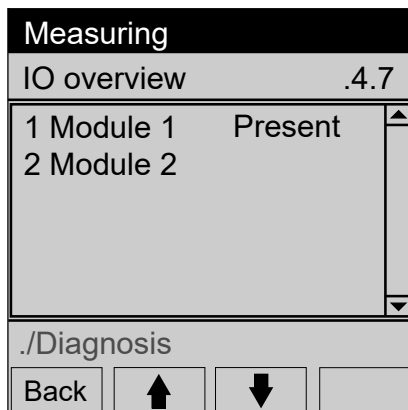 Measuring
IO overview .4.7
1 Module 1 Present
2 Module 2
./Diagnosis
Back